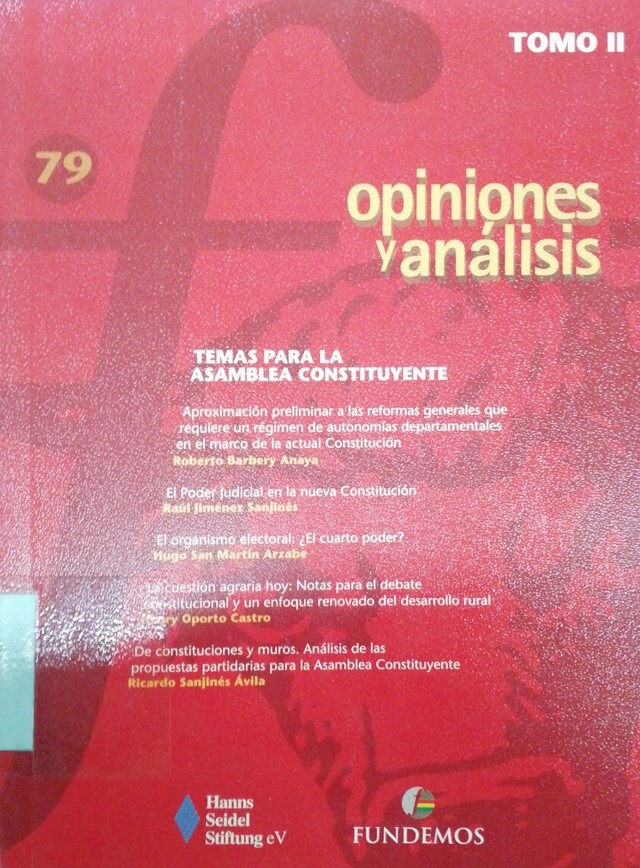 TOMO II
79
opiniones
y análisis
TEMAS PARA LA
ASAMBLEA CONSTITUYENTE
Aproximación preliminar a las reformas generales que
requiere un régimen de autonomías departamentales
en el marco de la actual Constitución
Roberto Barbery Anaya
El Poder Judicial en la nueva Constitución
Raúl Jiménez Sanjinés
El organismo electoral: ¿El cuarto poder?
Hugo San Martín Arzabe
La cuestión agraria hoy: Notas para el debate
constitucional y un enfoque renovado del desarrollo rural
Oporto Castro
De constituciones y muros. Análisis de las
propuestas partidarias para la Asamblea Constituyente
Ricardo Sanjinés Ávila
Hanns
Seidel
Stiftung eV
FUNDEMOS